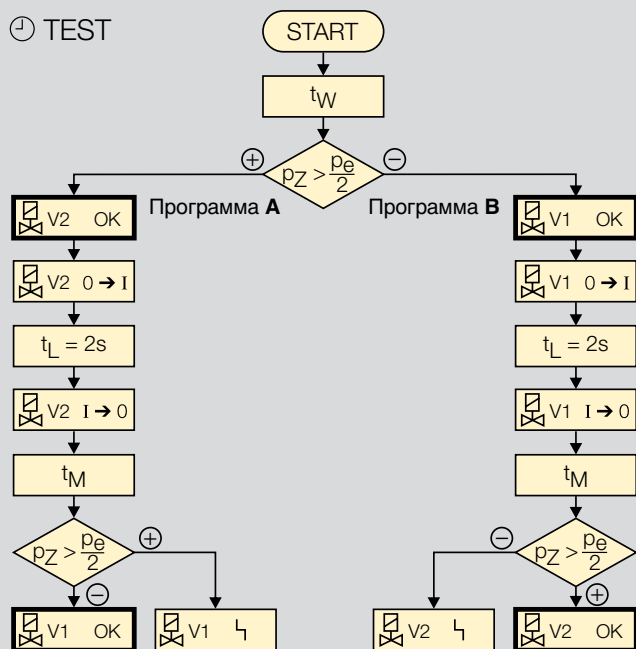 TEST
START
tW
pZ > pe/2
+
−
Программа A
Программа B
V2 OK
V1 OK
V2 0 → I
V1 0 → I
tL = 2s
tL = 2s
V2 I → 0
V1 I → 0
tM
tM
pZ > pe/2
+
−
pZ > pe/2
−
+
V1 OK
V1
V2
V2 OK